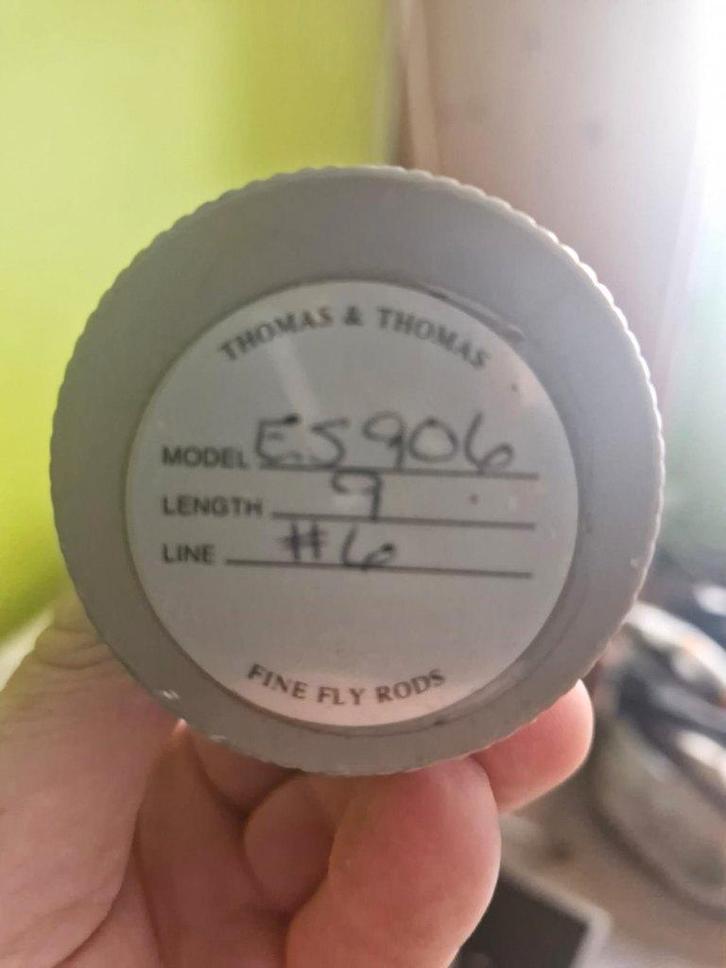 THOMAS & THOMAS
MODEL ES906
LENGTH 9
LINE #6
FINE FLY RODS